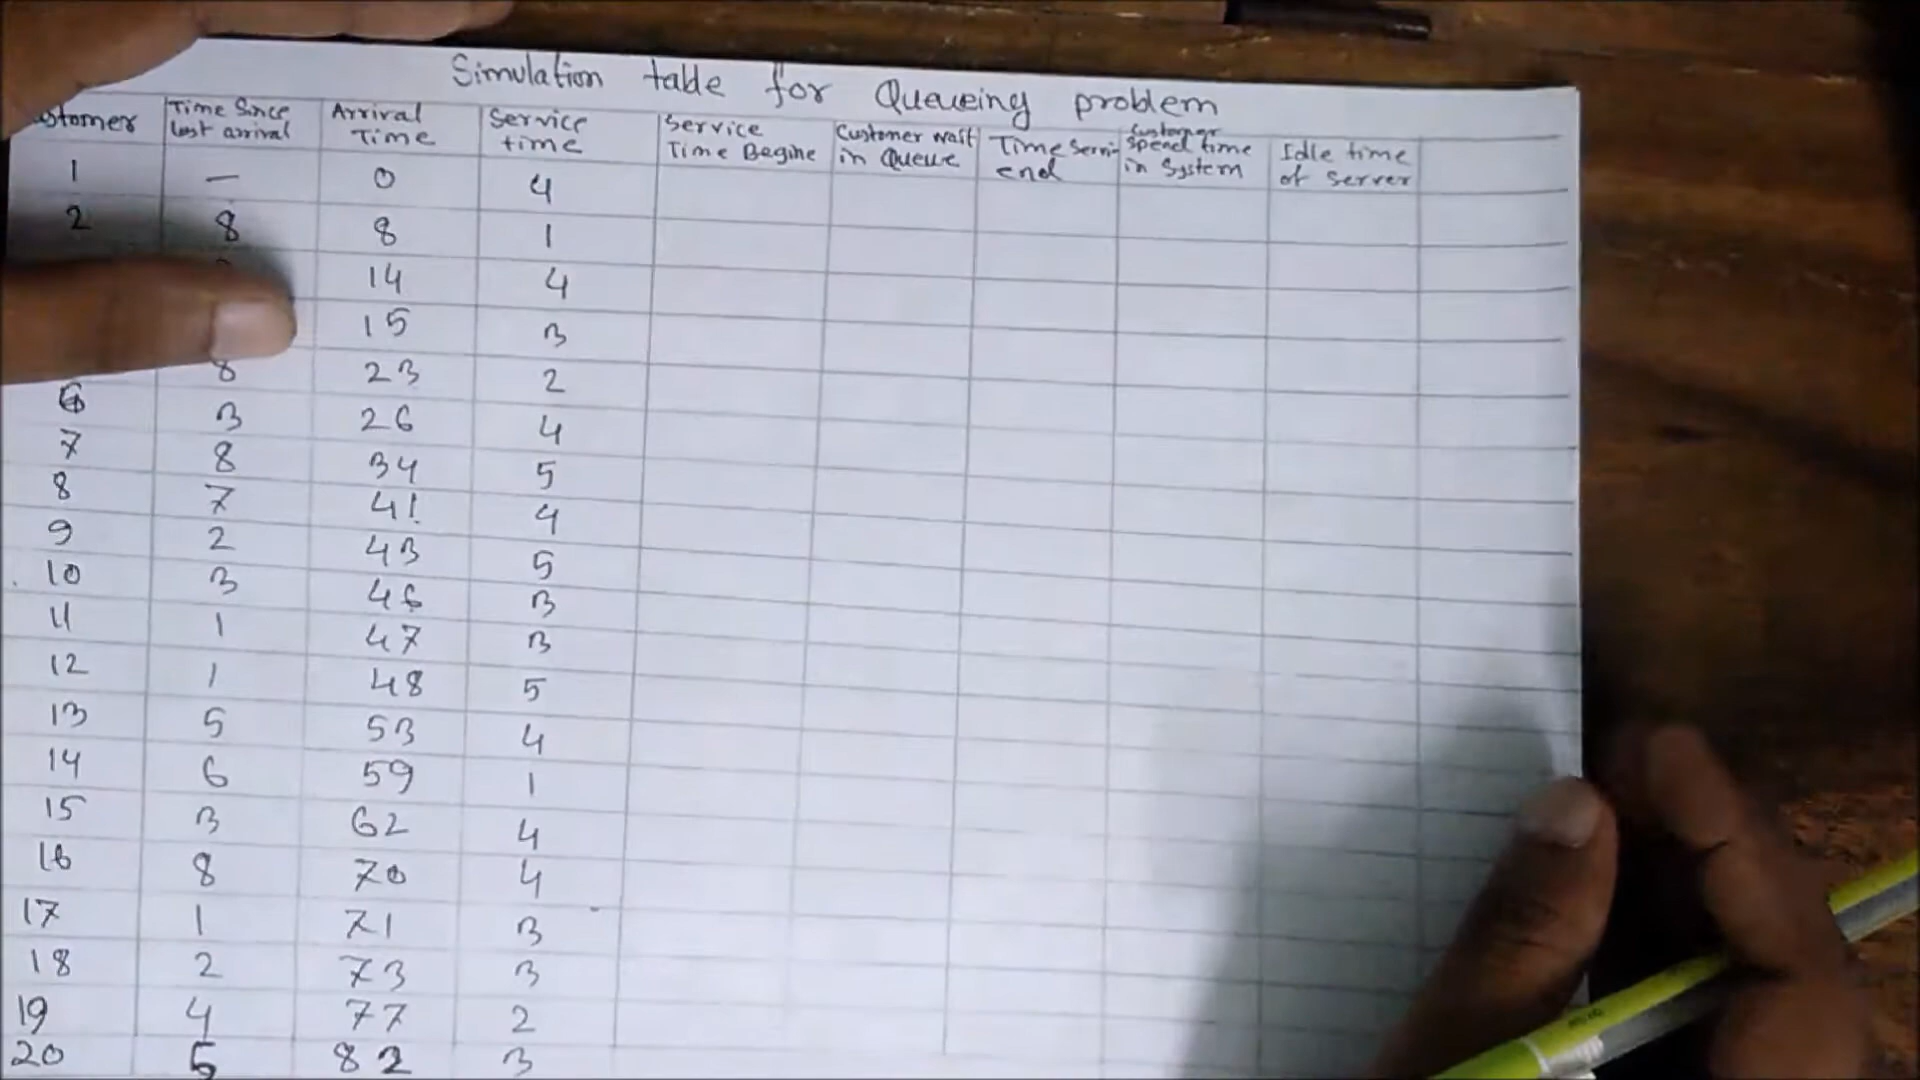 Simulation table for Queueing problem
Time Since last arrival Arrival Time Service time Service Time Begine Customer wait in Queue Time Servi- end Customer Spend time in System Idle time of server
1 — 0 4
2 8 8 1
14 4
15 3
8 23 2
6 3 26 4
7 8 34 5
8 7 41 4
9 2 43 5
10 3 46 3
11 1 47 3
12 1 48 5
13 5 53 4
14 6 59 1
15 3 62 4
16 8 70 4
17 1 71 3
18 2 73 3
19 4 77 2
20 5 82 3